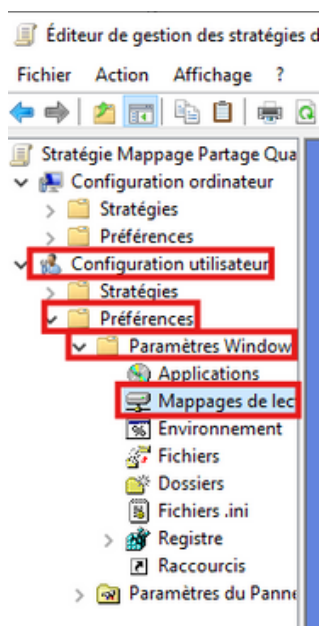 Éditeur de gestion des stratégies d
Fichier Action Affichage ?
Stratégie Mappage Partage Qua
Configuration ordinateur
Stratégies
Préférences
Configuration utilisateur
Stratégies
Préférences
Paramètres Window
Applications
Mappages de lec
Environnement
Fichiers
Dossiers
Fichiers .ini
Registre
Raccourcis
Paramètres du Panne